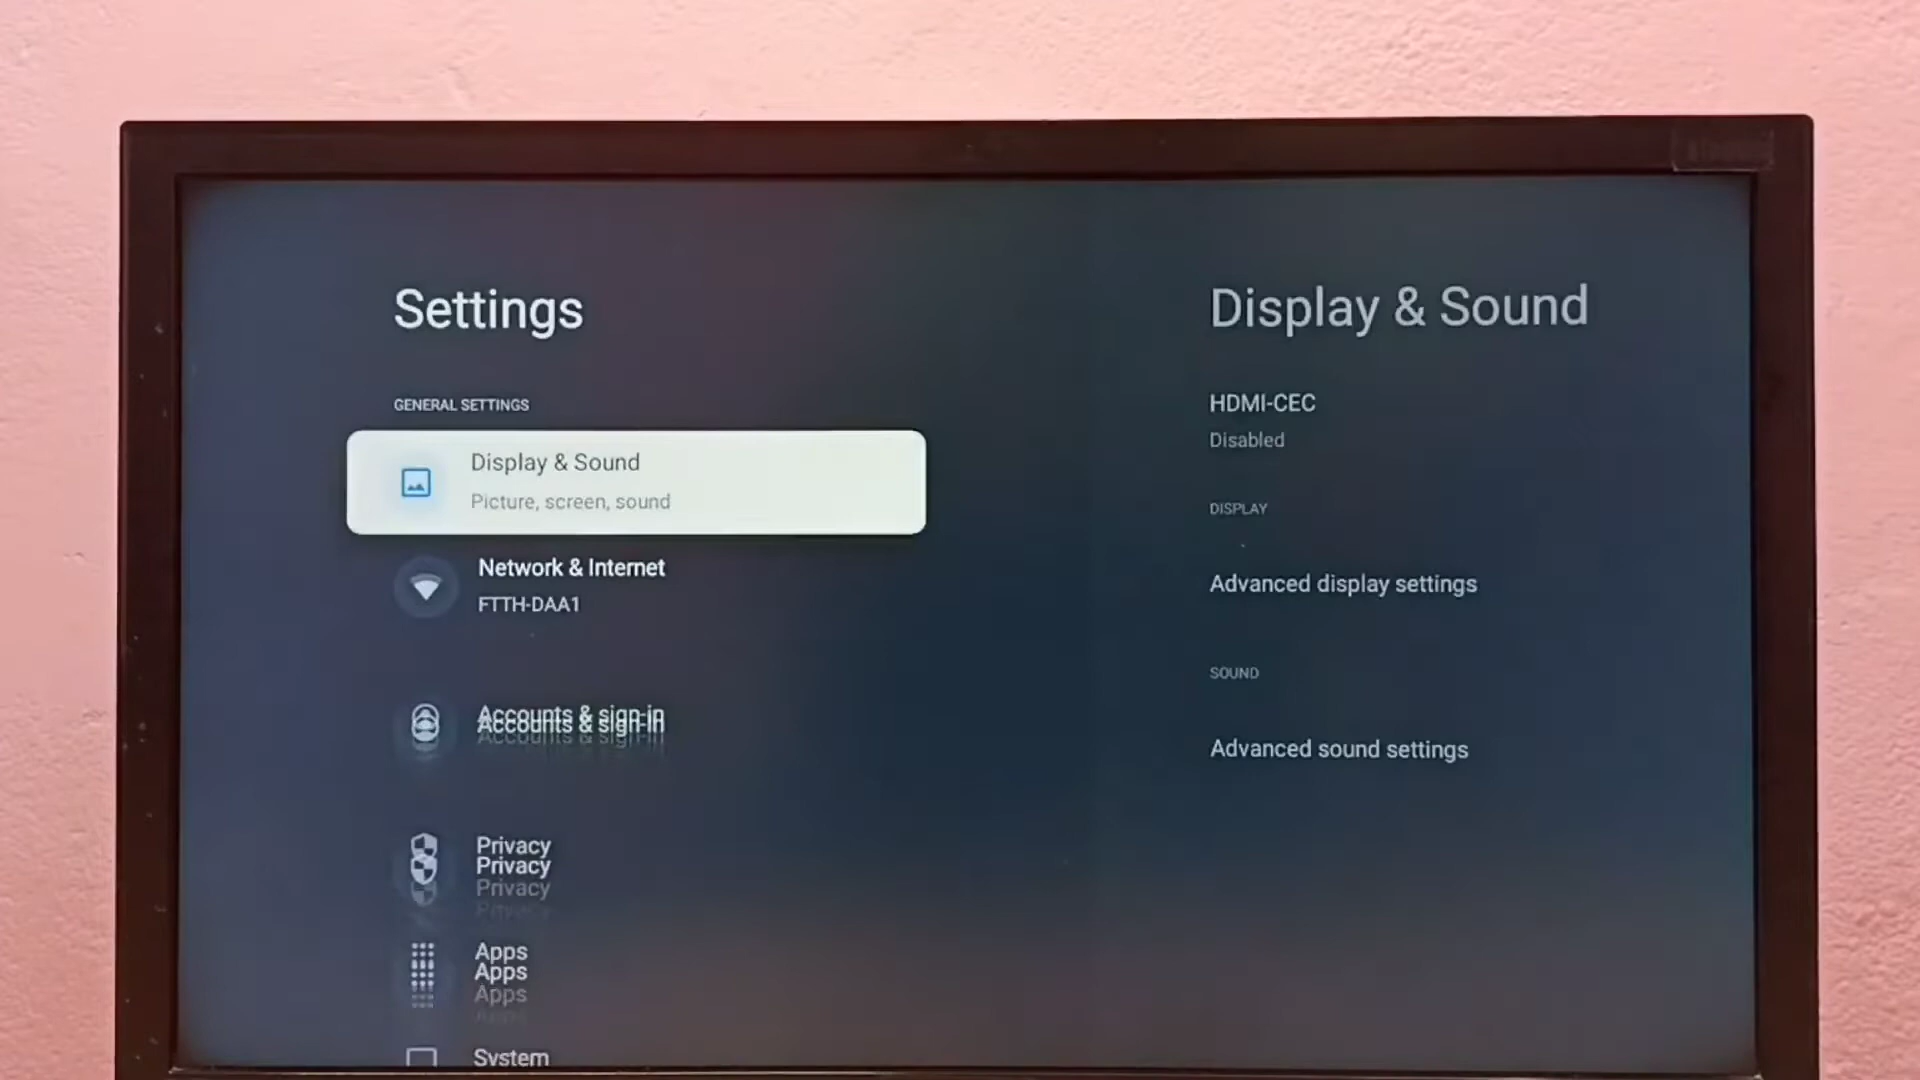 Settings
GENERAL SETTINGS
Display & Sound
Picture, screen, sound
Network & Internet
FTTH-DAA1
Accounts & sign-in
Privacy
Apps
System
Display & Sound
HDMI-CEC
Disabled
DISPLAY
Advanced display settings
SOUND
Advanced sound settings